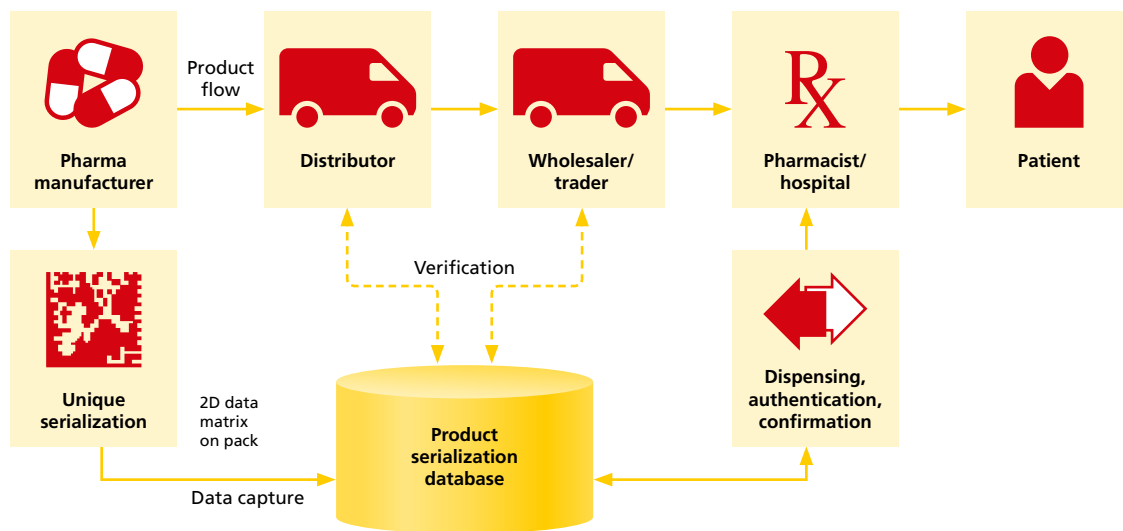 Product
flow
Pharma
manufacturer
Distributor
Wholesaler/
trader
Rx
Pharmacist/
hospital
Patient
Verification
Unique
serialization
2D data
matrix
on pack
Data capture
Product
serialization
database
Dispensing,
authentication,
confirmation